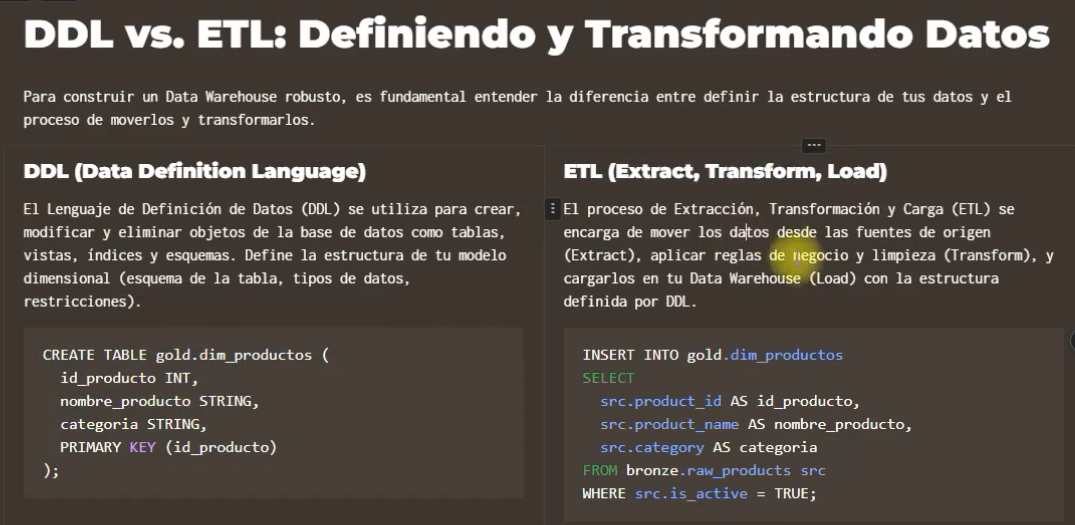 DDL vs. ETL: Definiendo y Transformando Datos
Para construir un Data Warehouse robusto, es fundamental entender la diferencia entre definir la estructura de tus datos y el
proceso de moverlos y transformarlos.
DDL (Data Definition Language)
El Lenguaje de Definición de Datos (DDL) se utiliza para crear,
modificar y eliminar objetos de la base de datos como tablas,
vistas, índices y esquemas. Define la estructura de tu modelo
dimensional (esquema de la tabla, tipos de datos,
restricciones).
CREATE TABLE gold.dim_productos (
id_producto INT,
nombre_producto STRING,
categoria STRING,
PRIMARY KEY (id_producto)
);
ETL (Extract, Transform, Load)
El proceso de Extracción, Transformación y Carga (ETL) se
encarga de mover los datos desde las fuentes de origen
(Extract), aplicar reglas de negocio y limpieza (Transform), y
cargarlos en tu Data Warehouse (Load) con la estructura
definida por DDL.
INSERT INTO gold.dim_productos
SELECT
src.product_id AS id_producto,
src.product_name AS nombre_producto,
src.category AS categoria
FROM bronze.raw_products src
WHERE src.is_active = TRUE;